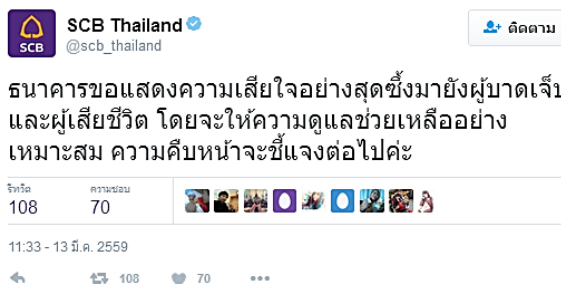 SCB Thailand
SCB
@scb_thailand
ติดตาม
ธนาคารขอแสดงความเสียใจอย่างสุดซึ้งมายังผู้บาดเจ็บ
และผู้เสียชีวิต โดยจะให้ความดูแลช่วยเหลืออย่าง
เหมาะสม ความคืบหน้าจะชี้แจงต่อไปค่ะ
รีทวีต ความชอบ
108 70
11:33 - 13 มี.ค. 2559
108 70